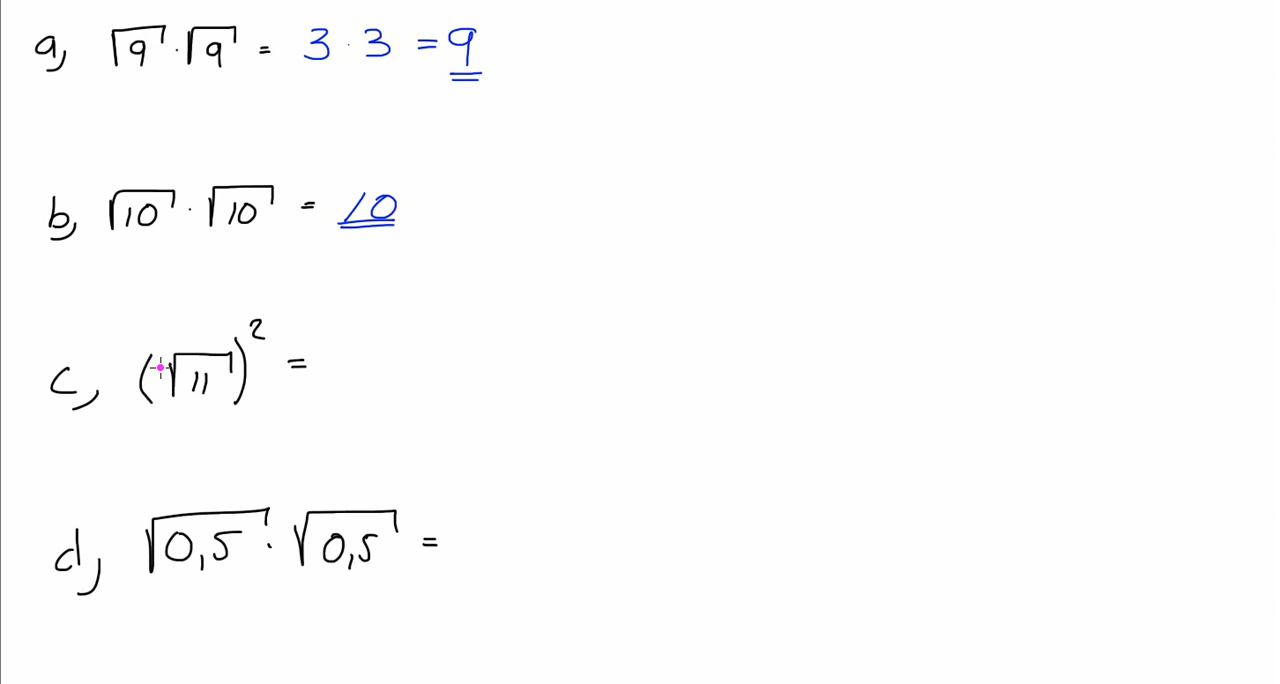 a, √9 · √9 = 3 · 3 = 9
b, √10 · √10 = 10
c, (√11)² =
d, √0,5 · √0,5 =